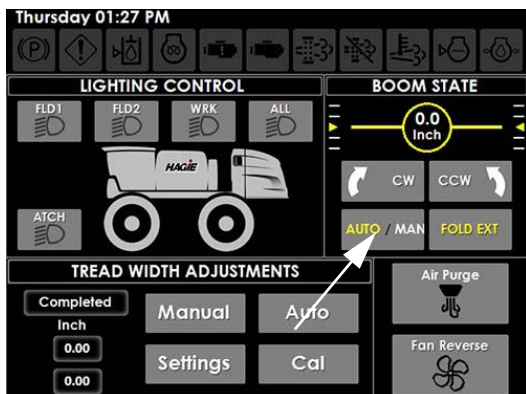 Thursday 01:27 PM
LIGHTING CONTROL
FLD1 FLD2 WRK ALL
HAGIE
ATCH
BOOM STATE
0.0
Inch
CW CCW
AUTO / MAN FOLD EXT
TREAD WIDTH ADJUSTMENTS
Completed
Inch
0.00
0.00
Manual Auto
Settings Cal
Air Purge
Fan Reverse